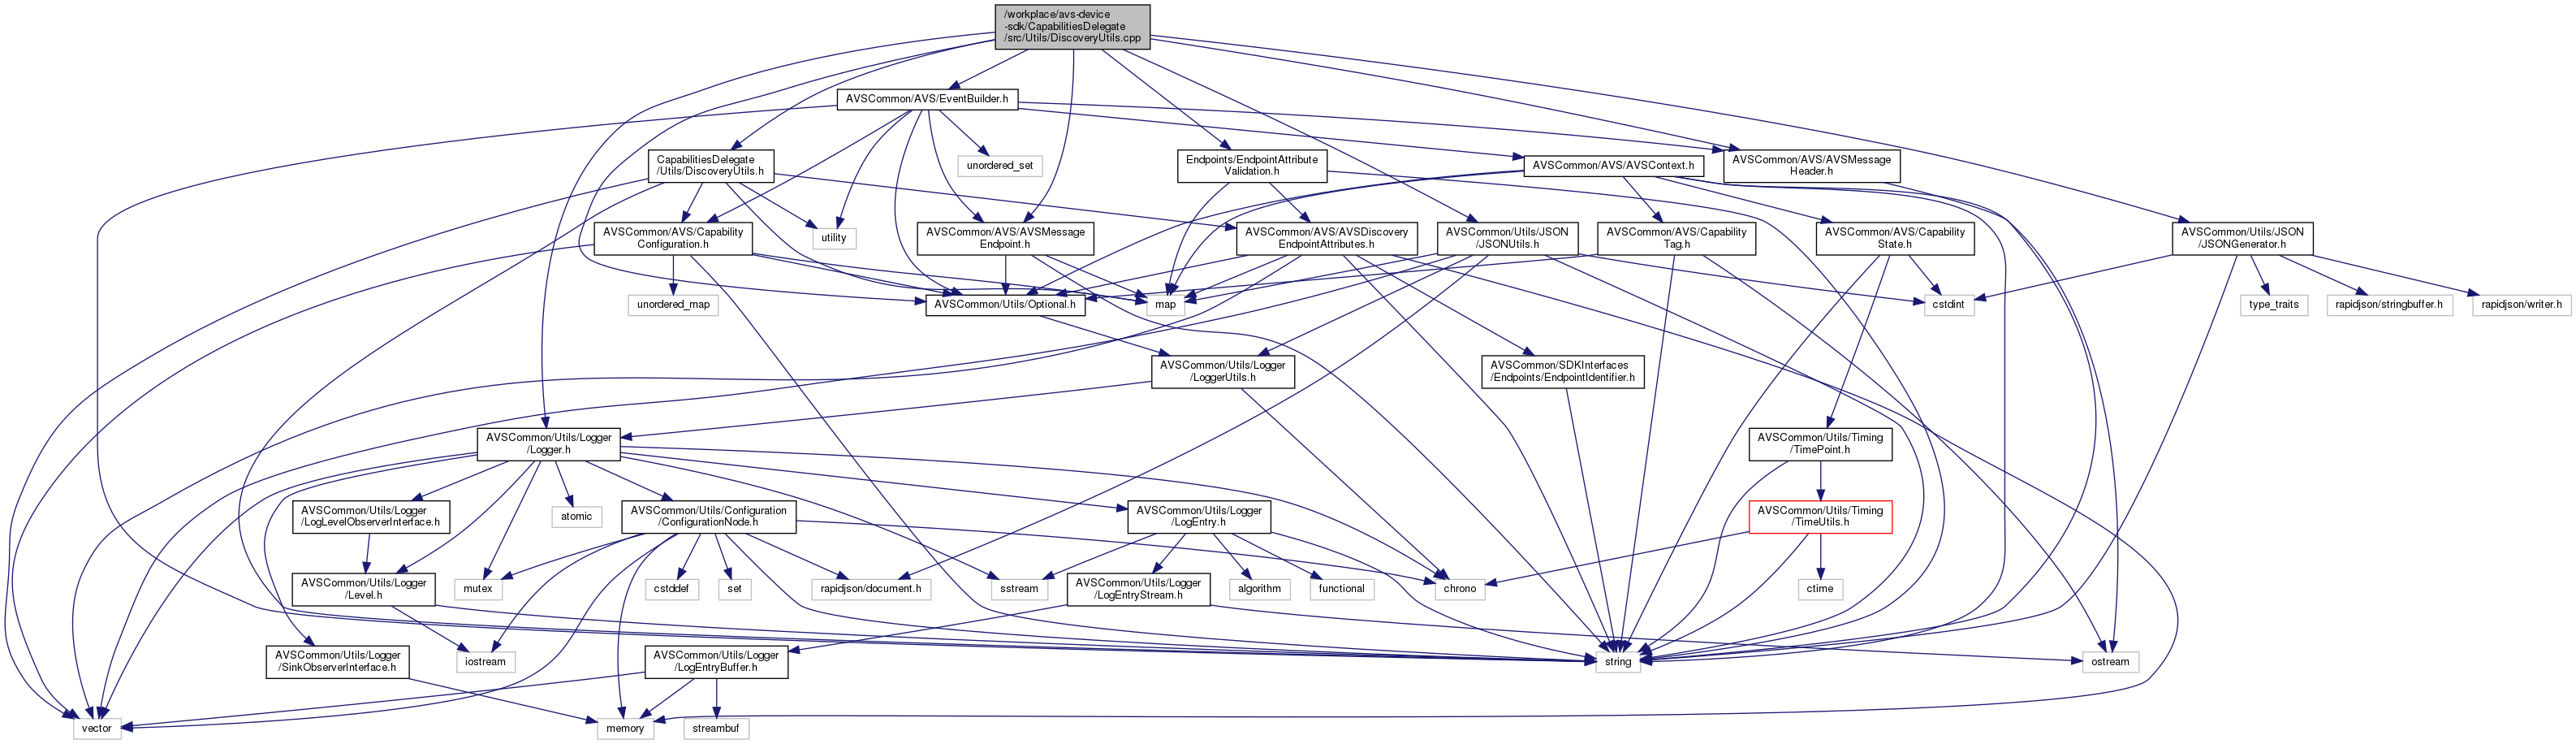 /workplace/avs-device
-sdk/CapabilitiesDelegate
/src/Utils/DiscoveryUtils.cpp
AVSCommon/AVS/EventBuilder.h
CapabilitiesDelegate
/Utils/DiscoveryUtils.h
unordered_set
Endpoints/EndpointAttribute
Validation.h
AVSCommon/AVS/AVSContext.h
AVSCommon/AVS/AVSMessage
Header.h
AVSCommon/AVS/Capability
Configuration.h
utility
AVSCommon/AVS/AVSMessage
Endpoint.h
AVSCommon/AVS/AVSDiscovery
EndpointAttributes.h
AVSCommon/Utils/JSON
/JSONUtils.h
AVSCommon/AVS/Capability
Tag.h
AVSCommon/AVS/Capability
State.h
AVSCommon/Utils/JSON
/JSONGenerator.h
unordered_map
AVSCommon/Utils/Optional.h
map
cstdint
type_traits
rapidjson/stringbuffer.h
rapidjson/writer.h
AVSCommon/Utils/Logger
/LoggerUtils.h
AVSCommon/SDKInterfaces
/Endpoints/EndpointIdentifier.h
AVSCommon/Utils/Logger
/Logger.h
AVSCommon/Utils/Timing
/TimePoint.h
AVSCommon/Utils/Logger
/LogLevelObserverInterface.h
atomic
AVSCommon/Utils/Configuration
/ConfigurationNode.h
AVSCommon/Utils/Logger
/LogEntry.h
AVSCommon/Utils/Timing
/TimeUtils.h
AVSCommon/Utils/Logger
/Level.h
mutex
cstddef
set
rapidjson/document.h
sstream
AVSCommon/Utils/Logger
/LogEntryStream.h
algorithm
functional
chrono
ctime
AVSCommon/Utils/Logger
/SinkObserverInterface.h
iostream
AVSCommon/Utils/Logger
/LogEntryBuffer.h
string
ostream
vector
memory
streambuf